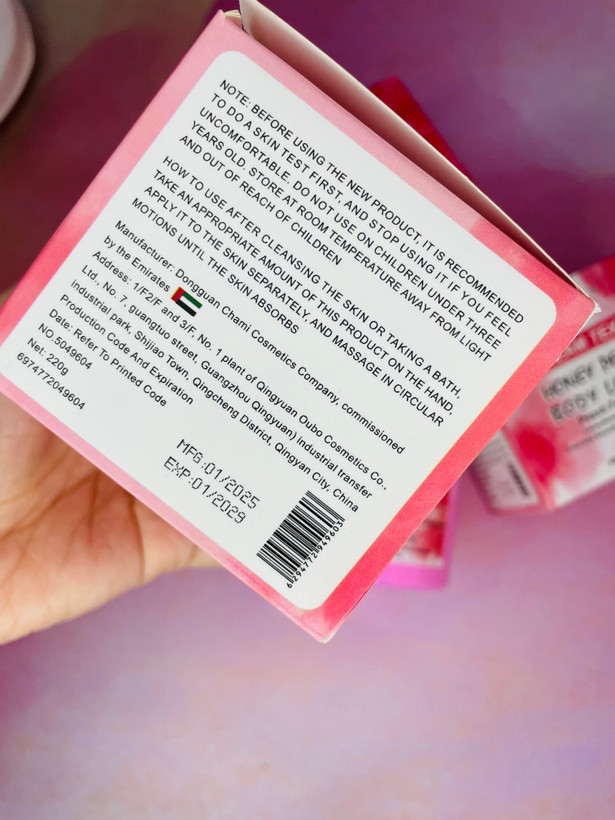 NOTE: BEFORE USING THE NEW PRODUCT, IT IS RECOMMENDED
TO DO A SKIN TEST FIRST, AND STOP USING IT IF YOU FEEL
UNCOMFORTABLE. DO NOT USE ON CHILDREN UNDER THREE
YEARS OLD. STORE AT ROOM TEMPERATURE AWAY FROM LIGHT
AND OUT OF REACH OF CHILDREN
HOW TO USE AFTER CLEANSING THE SKIN OR TAKING A BATH,
TAKE AN APPROPRIATE AMOUNT OF THIS PRODUCT ON THE HAND,
APPLY IT TO THE SKIN SEPARATELY, AND MASSAGE IN CIRCULAR
MOTIONS UNTIL THE SKIN ABSORBS
Manufacturer: Dongguan Chami Cosmetics Company, commissioned
by the Emirates
Address: 1/F2/F and 3/F, No. 1 plant of Qingyuan Oubo Cosmetics Co.,
Ltd., No. 7, guangtuo street, Guangzhou Qingyuan) industrial transfer
industrial park, Shijiao Town, Qingcheng District, Qingyan City, China
Production Code And Expiration
Date: Refer To Printed Code
NO.5049604
Net: 220g
6974772049604
MFG:01/2025
EXP:01/2029
HONEY
BODY